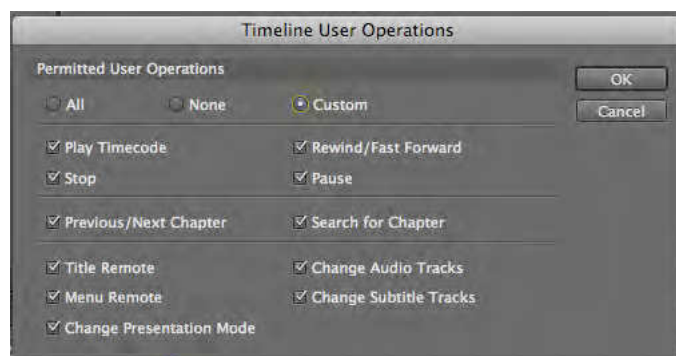 Timeline User Operations
Permitted User Operations
OK
All None Custom
Cancel
Play Timecode Rewind/Fast Forward
Stop Pause
Previous/Next Chapter Search for Chapter
Title Remote Change Audio Tracks
Menu Remote Change Subtitle Tracks
Change Presentation Mode